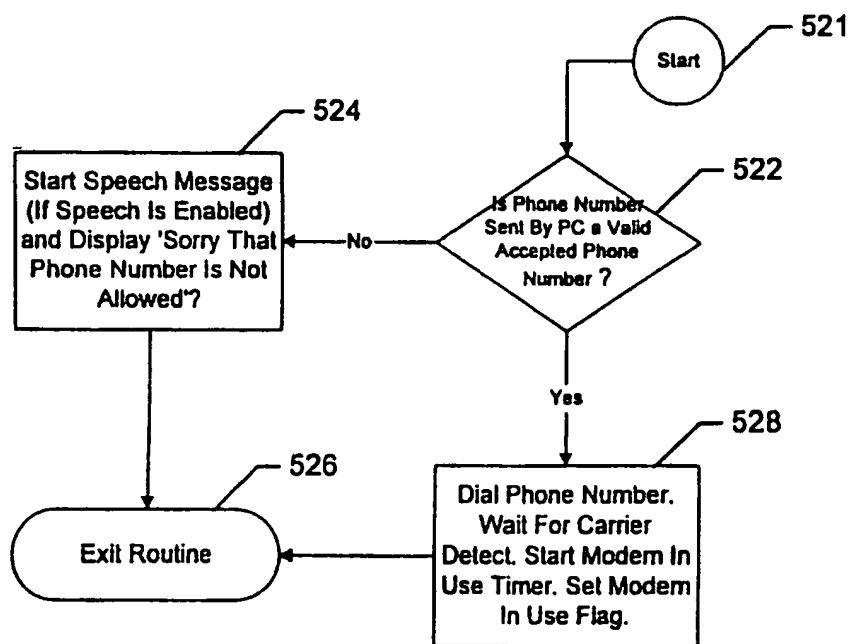 521
Start
524
522
Start Speech Message
(If Speech Is Enabled)
and Display 'Sorry That
Phone Number Is Not
Allowed'?
No
Is Phone Number
Sent By PC a Valid
Accepted Phone
Number ?
Yes
528
526
Dial Phone Number.
Wait For Carrier
Detect. Start Modem In
Use Timer. Set Modem
In Use Flag.
Exit Routine